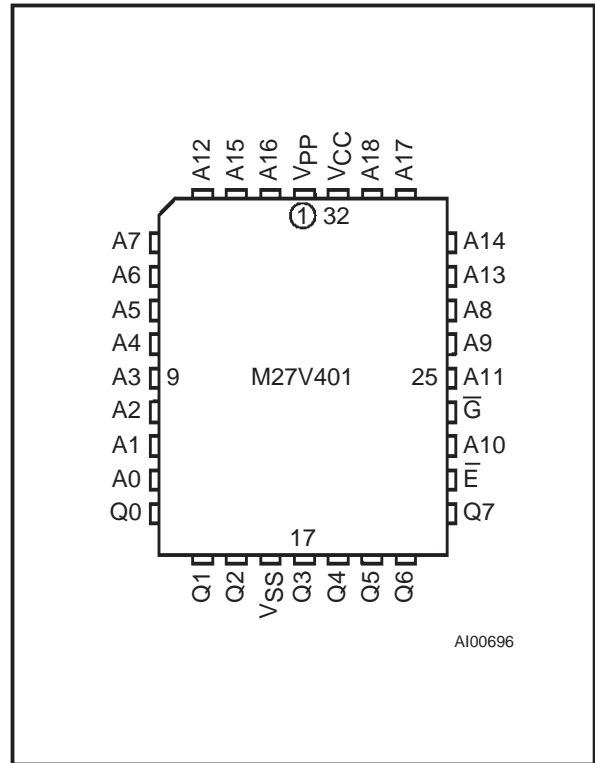 A12 A15 A16 VPP VCC A18 A17
1 32
A7 A14
A6 A13
A5 A8
A4 A9
A3 9 M27V401 25 A11
A2 G̅
A1 A10
A0 E̅
Q0 Q7
17
Q1 Q2 VSS Q3 Q4 Q5 Q6
AI00696